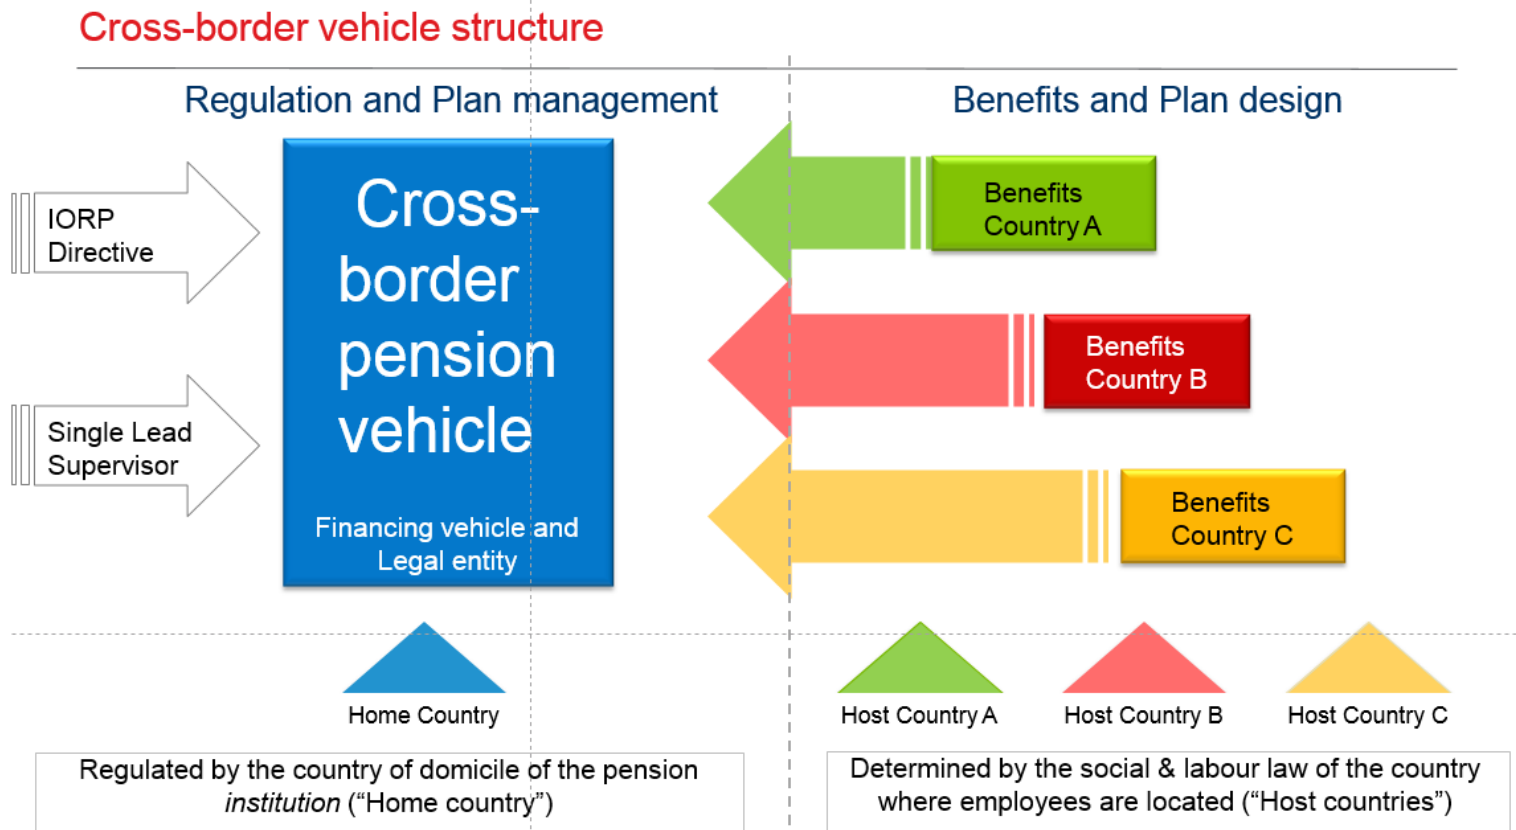 Cross-border vehicle structure
Regulation and Plan management
Benefits and Plan design
IORP
Directive
Single Lead
Supervisor
Cross-
border
pension
vehicle
Financing vehicle and
Legal entity
Benefits
Country A
Benefits
Country B
Benefits
Country C
Home Country
Host Country A
Host Country B
Host Country C
Regulated by the country of domicile of the pension
institution (“Home country”)
Determined by the social & labour law of the country
where employees are located (“Host countries”)